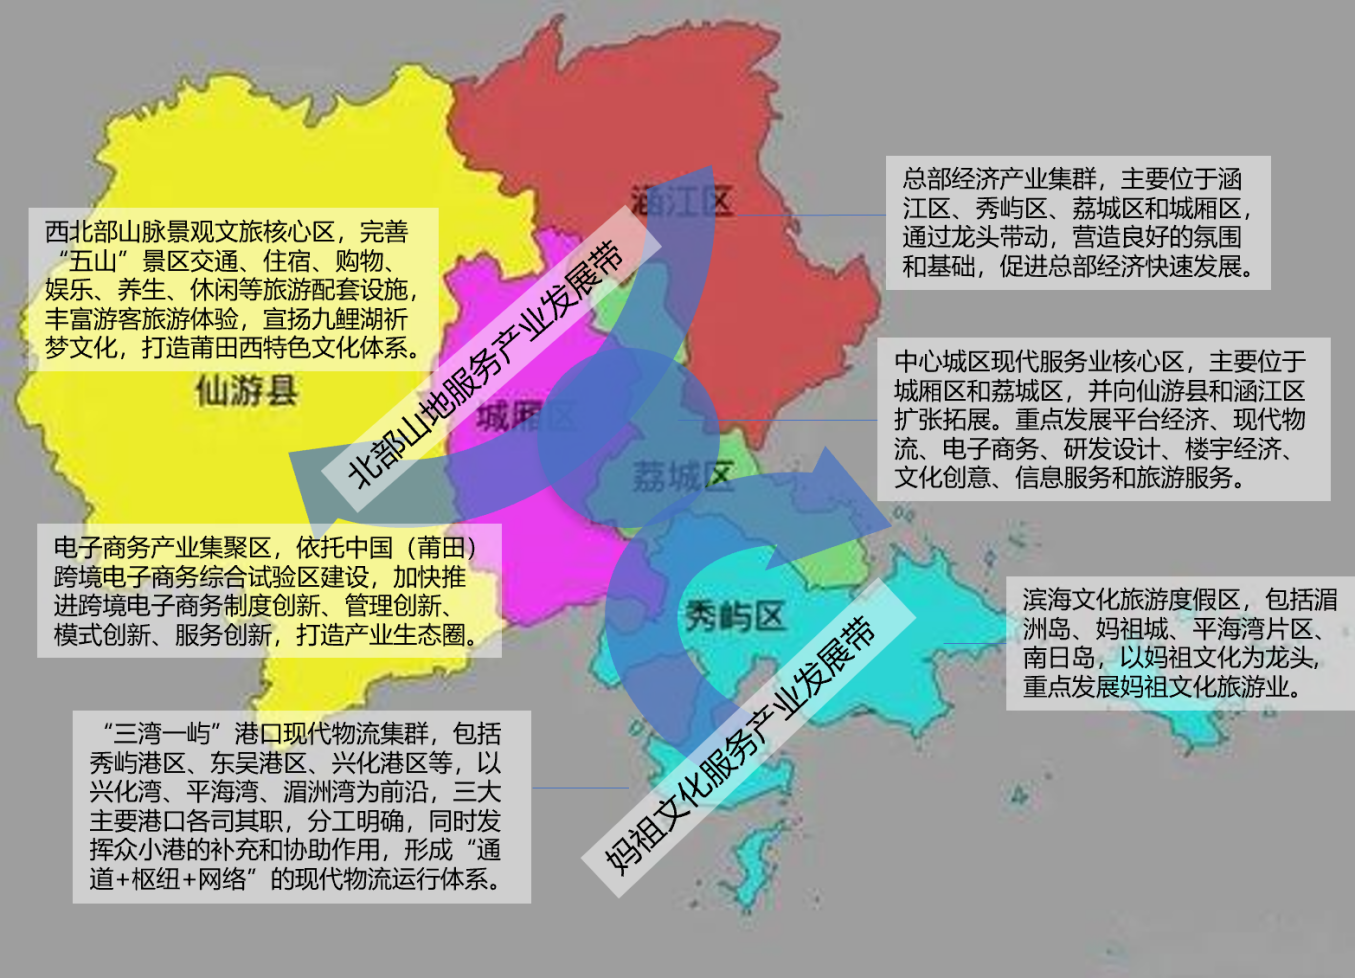 涵江区
总部经济产业集群，主要位于涵
江区、秀屿区、荔城区和城厢区，
通过龙头带动，营造良好的氛围
和基础，促进总部经济快速发展。
西北部山脉景观文旅核心区，完善
“五山”景区交通、住宿、购物、
娱乐、养生、休闲等旅游配套设施，
丰富游客旅游体验，宣扬九鲤湖祈
梦文化，打造莆田西特色文化体系。
北部山地服务产业发展带
仙游县
城厢区
中心城区现代服务业核心区，主要位于
城厢区和荔城区，并向仙游县和涵江区
扩张拓展。重点发展平台经济、现代物
流、电子商务、研发设计、楼宇经济、
文化创意、信息服务和旅游服务。
荔城区
电子商务产业集聚区，依托中国（莆田）
跨境电子商务综合试验区建设，加快推
进跨境电子商务制度创新、管理创新、
模式创新、服务创新，打造产业生态圈。
秀屿区
滨海文化旅游度假区，包括湄
洲岛、妈祖城、平海湾片区、
南日岛，以妈祖文化为龙头，
重点发展妈祖文化旅游业。
妈祖文化服务产业发展带
“三湾一屿”港口现代物流集群，包括
秀屿港区、东吴港区、兴化港区等，以
兴化湾、平海湾、湄洲湾为前沿，三大
主要港口各司其职，分工明确，同时发
挥众小港的补充和协助作用，形成“通
道+枢纽+网络”的现代物流运行体系。